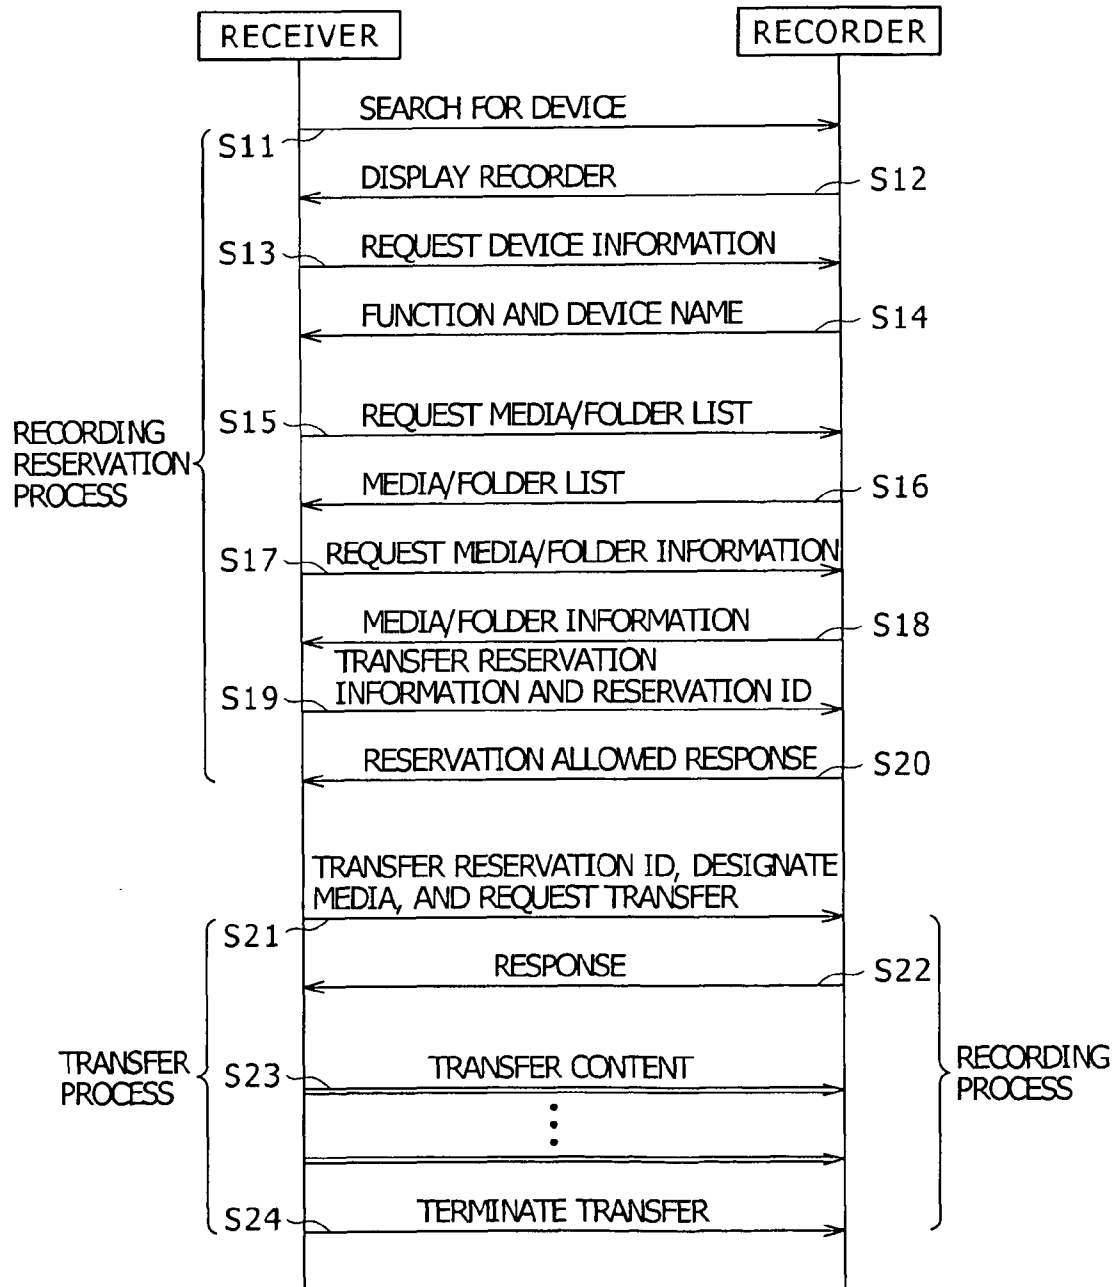 RECEIVER
RECORDER
SEARCH FOR DEVICE
S11
DISPLAY RECORDER
S12
REQUEST DEVICE INFORMATION
S13
FUNCTION AND DEVICE NAME
S14
REQUEST MEDIA/FOLDER LIST
S15
RECORDING
RESERVATION
PROCESS
MEDIA/FOLDER LIST
S16
REQUEST MEDIA/FOLDER INFORMATION
S17
MEDIA/FOLDER INFORMATION
S18
TRANSFER RESERVATION
INFORMATION AND RESERVATION ID
S19
RESERVATION ALLOWED RESPONSE
S20
TRANSFER RESERVATION ID, DESIGNATE
MEDIA, AND REQUEST TRANSFER
S21
RESPONSE
S22
TRANSFER
PROCESS
S23
TRANSFER CONTENT
RECORDING
PROCESS
TERMINATE TRANSFER
S24